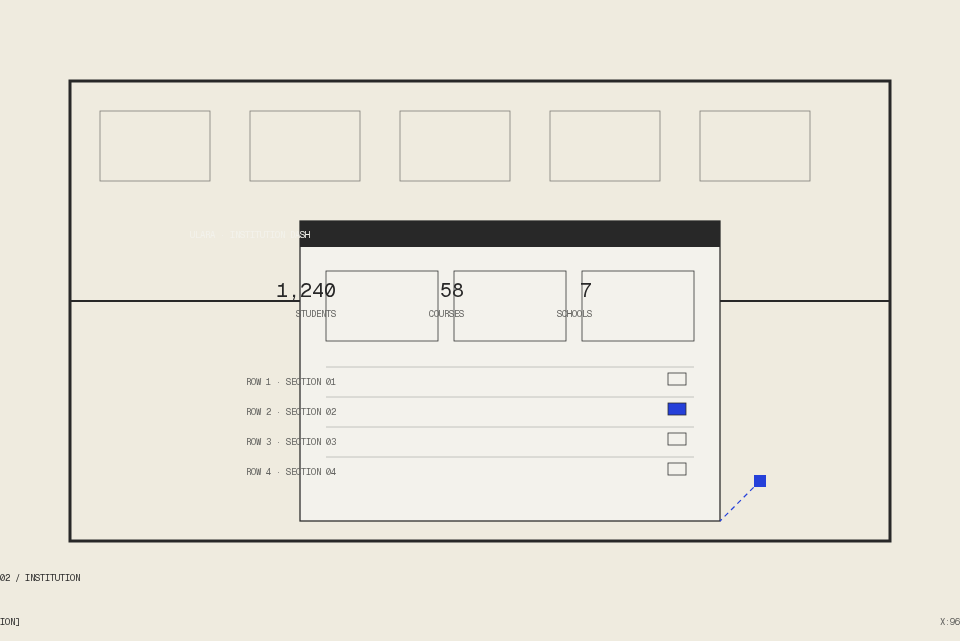 INSTITUTION
1,240
58
7
STUDENTS
COURSES
SCHOOLS
ROW 1 · SECTION 01
ROW 2 · SECTION 02
ROW 3 · SECTION 03
ROW 4 · SECTION 04
02 / INSTITUTION
ION]
X:96